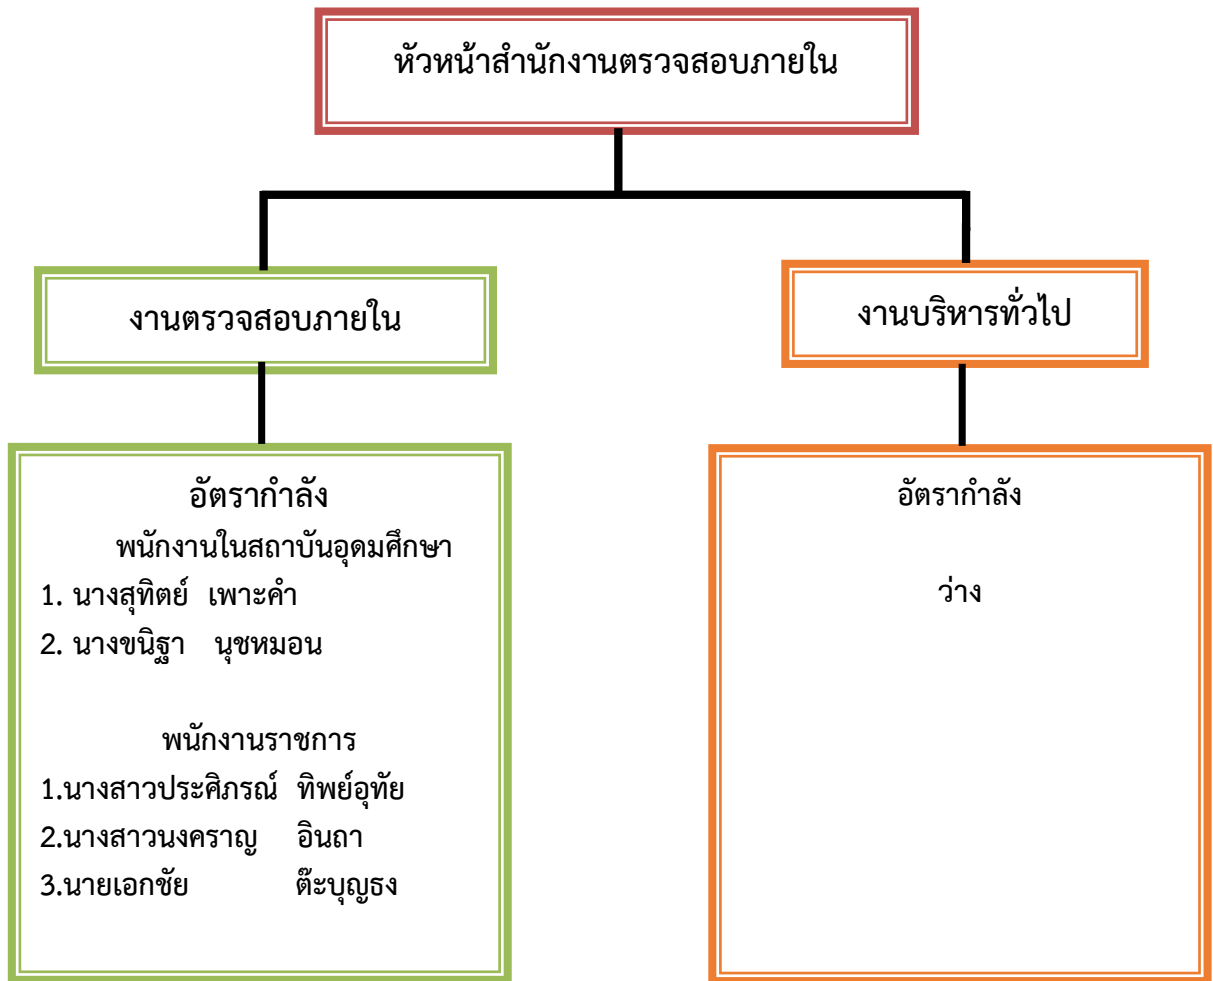 หัวหน้าสำนักงานตรวจสอบภายใน
งานตรวจสอบภายใน
งานบริหารทั่วไป
อัตรากำลัง
พนักงานในสถาบันอุดมศึกษา
1. นางสุทิตย์ เพาะคำ
2. นางขนิฐา นุชหมอน
พนักงานราชการ
1.นางสาวประศิภรณ์ ทิพย์อุทัย
2.นางสาวนงคราญ อินถา
3.นายเอกชัย ต๊ะบุญธง
อัตรากำลัง
ว่าง